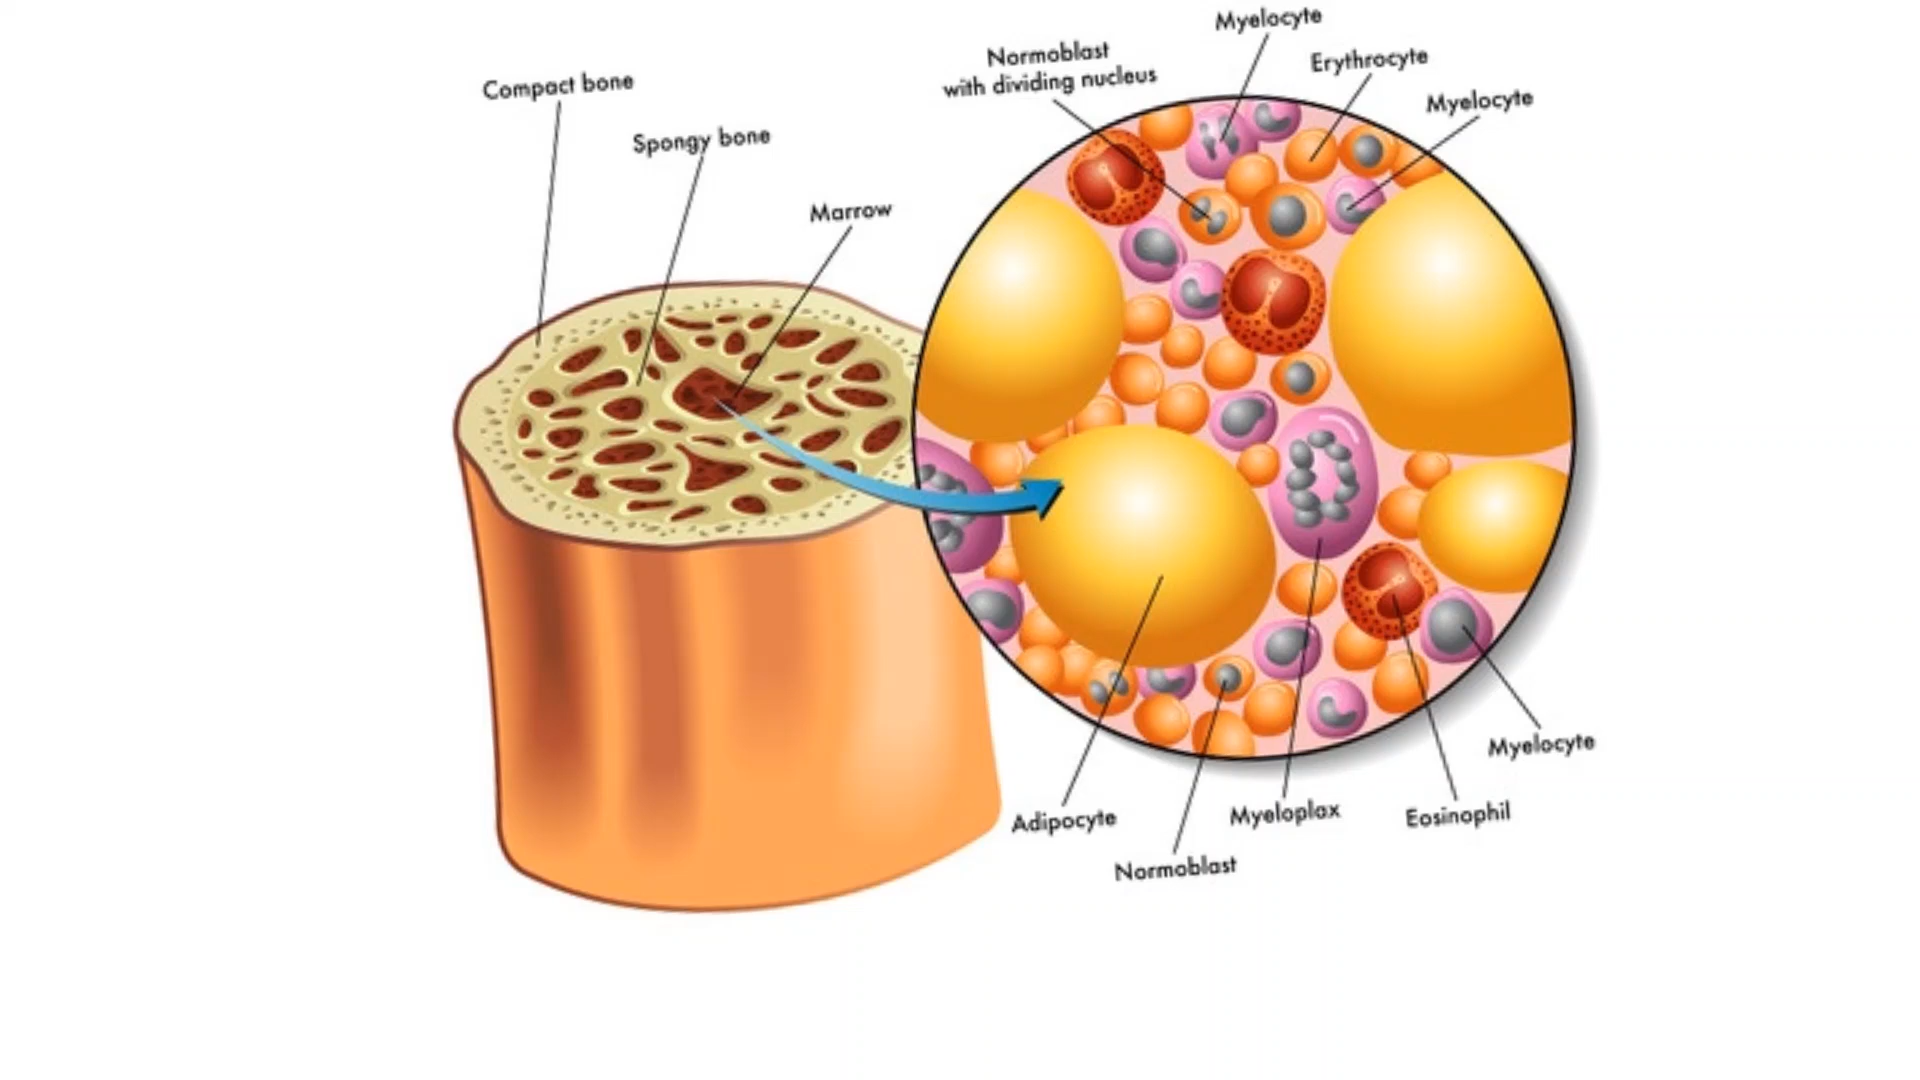 Myelocyte
Normoblast
with dividing nucleus
Erythrocyte
Compact bone
Myelocyte
Spongy bone
Marrow
Myelocyte
Adipocyte
Myeloplax
Eosinophil
Normoblast